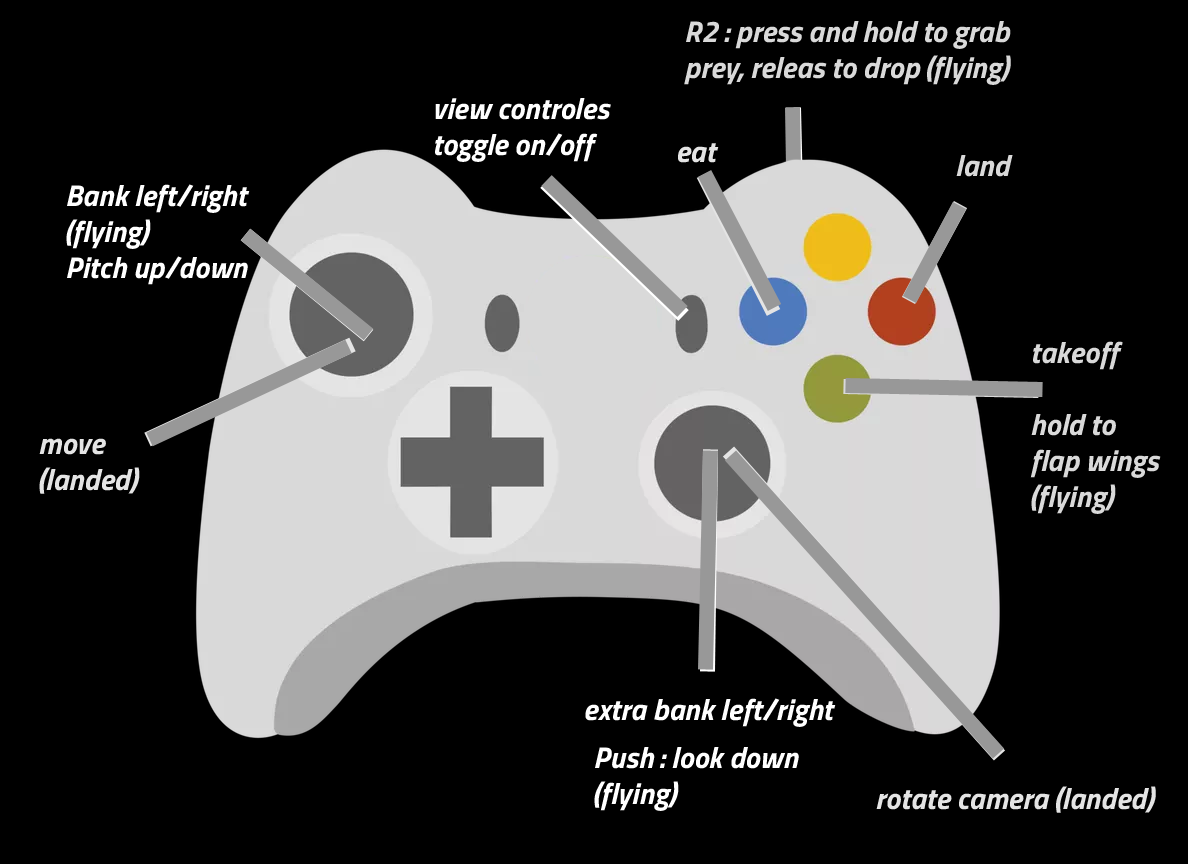 R2 : press and hold to grab
prey, releas to drop (flying)
view controles
toggle on/off
eat
land
Bank left/right
(flying)
Pitch up/down
takeoff
hold to
flap wings
(flying)
move
(landed)
extra bank left/right
Push : look down
(flying)
rotate camera (landed)